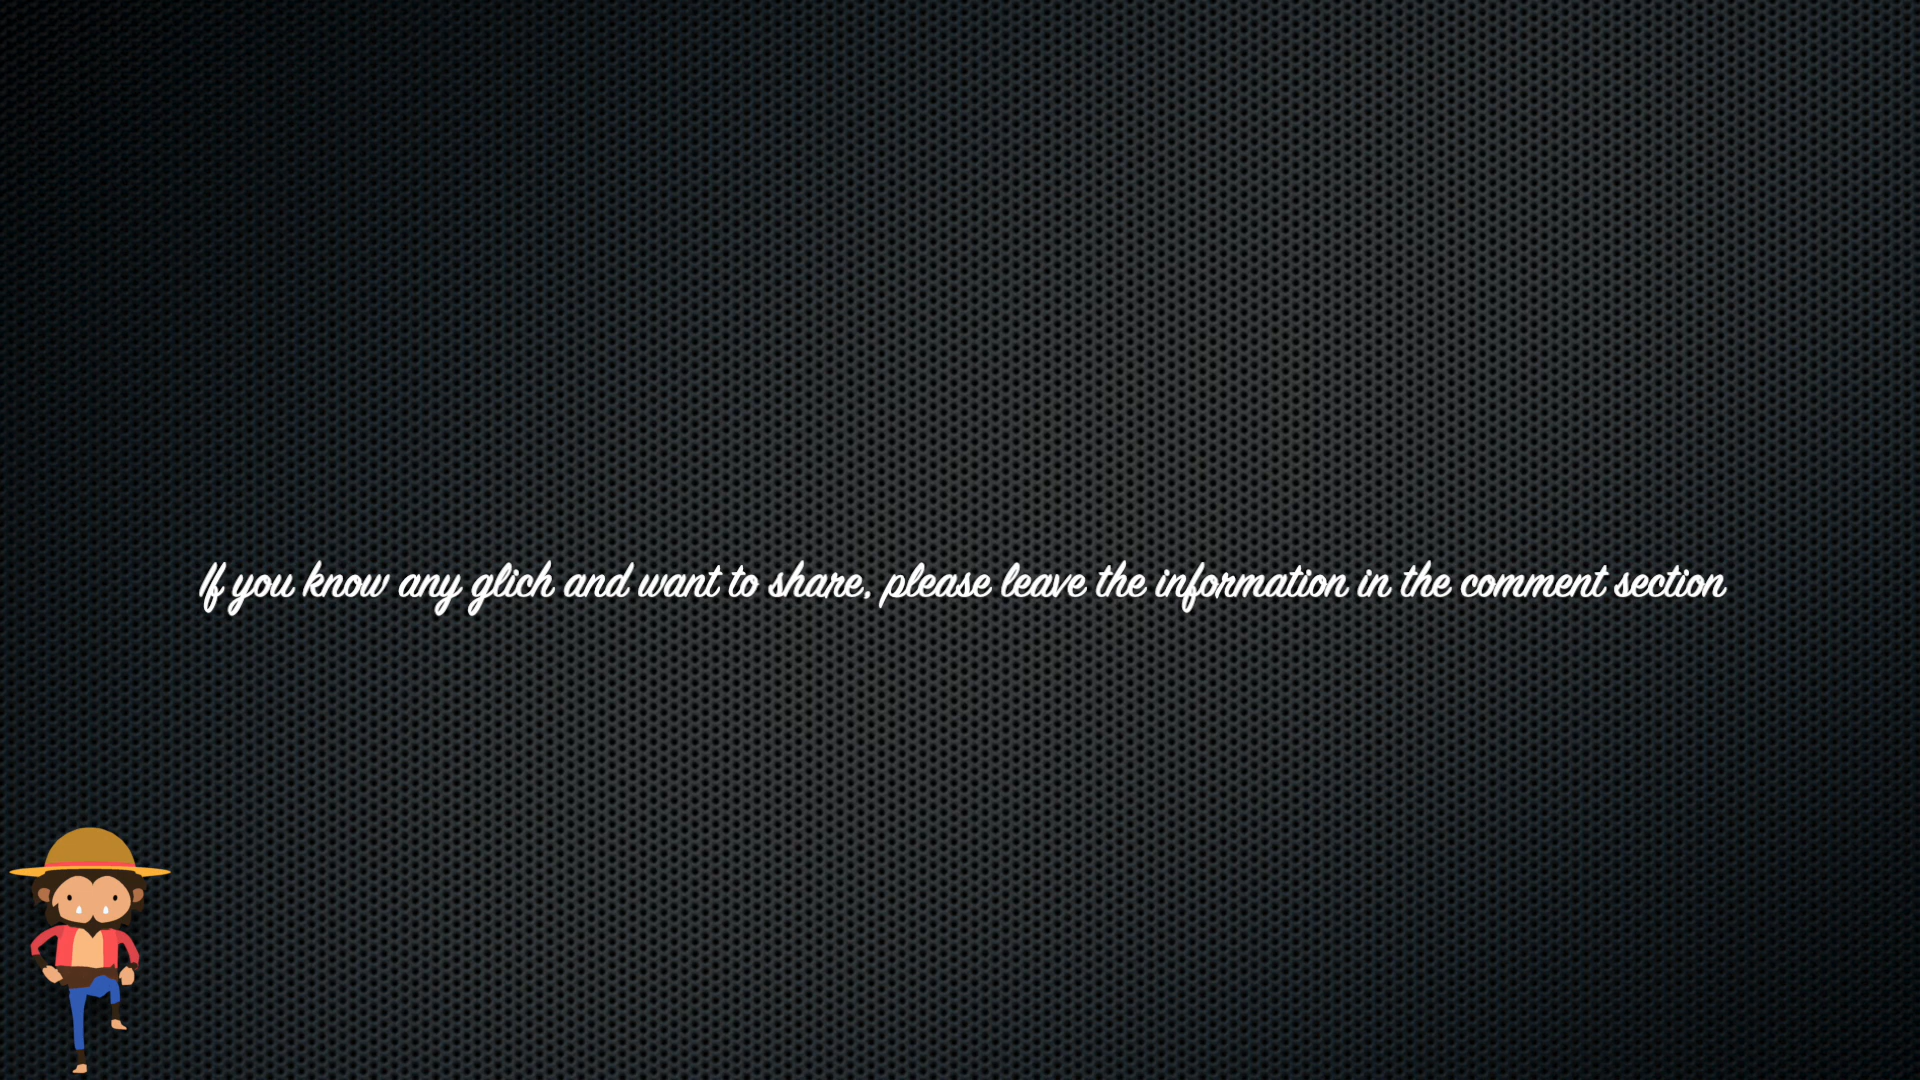 If you know any glich and want to share, please leave the information in the comment section